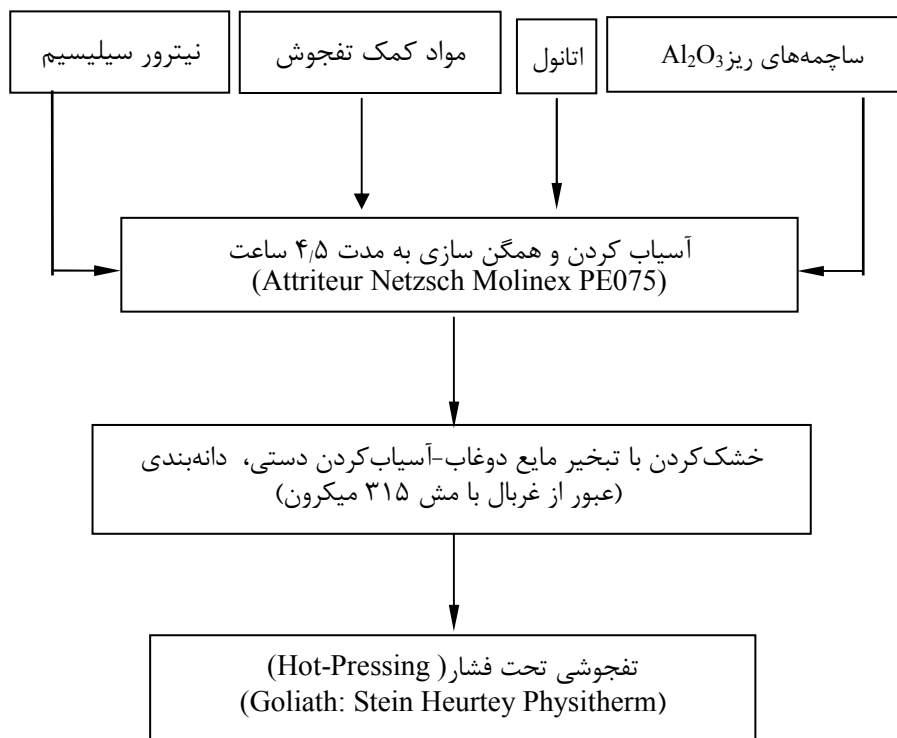 نیترور سیلیسیم
مواد کمک تفجوش
اتانول
ساچمه‌های ریز Al₂O₃
آسیاب کردن و همگن سازی به مدت ۴٫۵ ساعت
(Attriteur Netzsch Molinex PE075)
خشک‌کردن با تبخیر مایع دوغاب-آسیاب‌کردن دستی، دانه‌بندی
(عبور از غربال با مش ۳۱۵ میکرون)
تفجوشی تحت فشار( Hot-Pressing)
(Goliath: Stein Heurtey Physitherm)